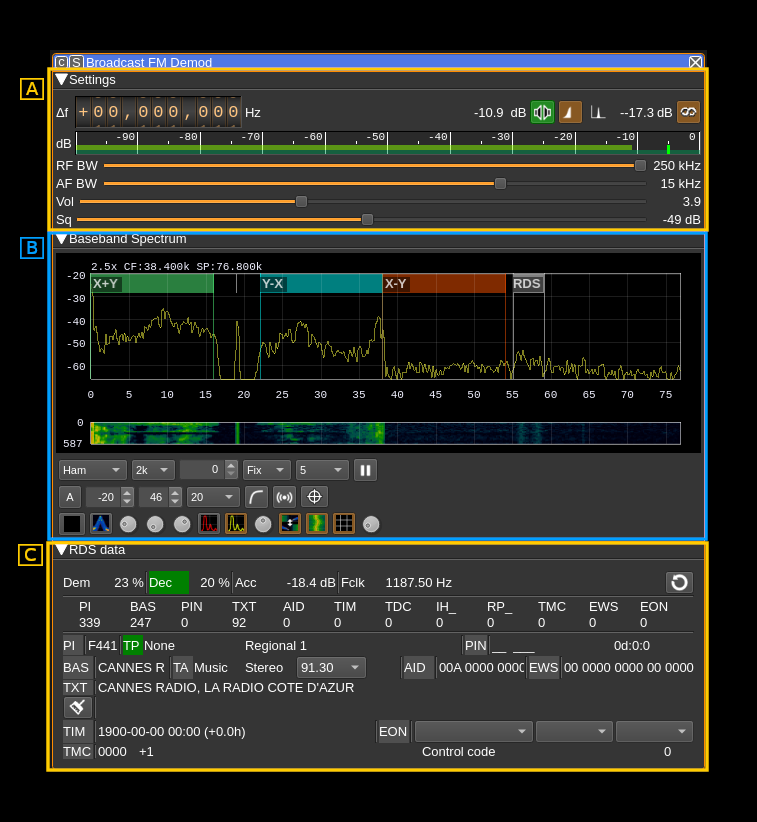 C S Broadcast FM Demod
A Settings
Δf +00,000,000 Hz -10.9 dB --17.3 dB
dB -90 -80 -70 -60 -50 -40 -30 -20 -10 0
RF BW 250 kHz
AF BW 15 kHz
Vol 3.9
Sq -49 dB
B Baseband Spectrum
2.5x CF:38.400k SP:76.800k
-20 X+Y Y-X X-Y RDS
-30
-40
-50
-60
0 5 10 15 20 25 30 35 40 45 50 55 60 65 70 75
0
587
Ham 2k 0 Fix 5
A -20 46 20
C RDS data
Dem 23 % Dec 20 % Acc -18.4 dB Fclk 1187.50 Hz
PI BAS PIN TXT AID TIM TDC IH_ RP_ TMC EWS EON
339 247 0 92 0 0 0 0 0 0 0 0
PI F441 TP None Regional 1 PIN __ ___ 0d:0:0
BAS CANNES R TA Music Stereo 91.30 AID 00A 0000 000C EWS 00 0000 0000 00 0000
TXT CANNES RADIO, LA RADIO COTE D'AZUR
TIM 1900-00-00 00:00 (+0.0h) EON
TMC 0000 +1 Control code 0